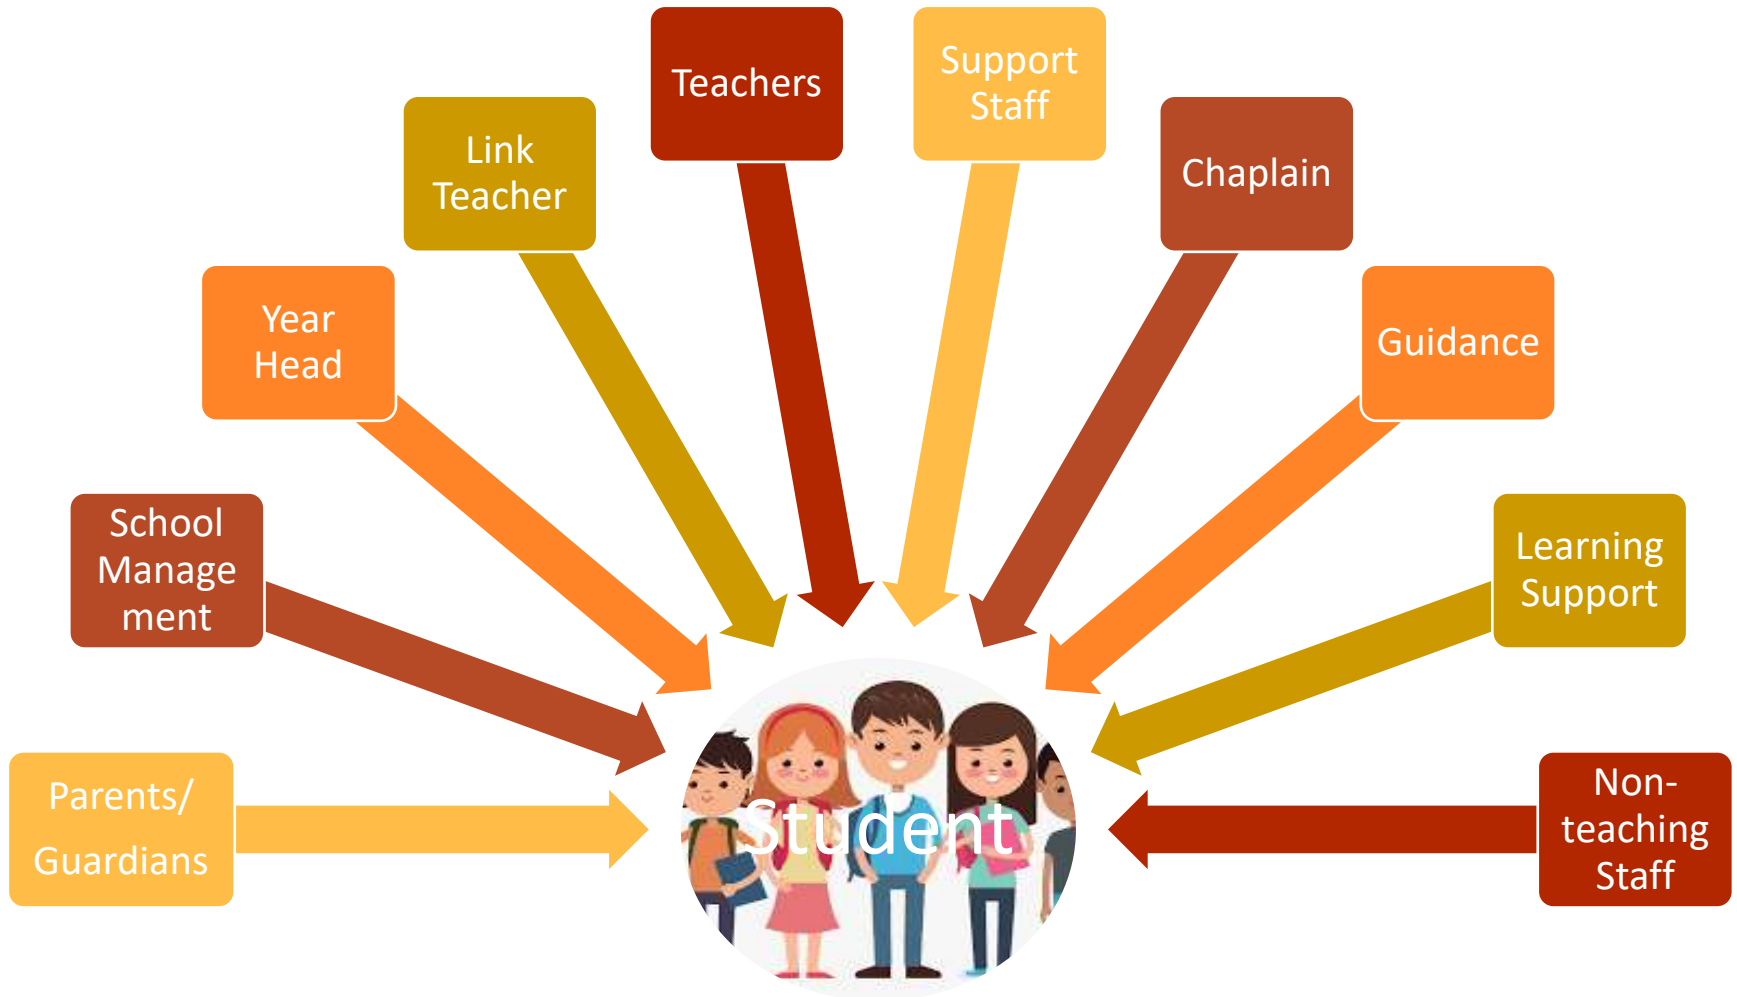 Parents/
Guardians
School
Manage
ment
Year
Head
Link
Teacher
Teachers
Support
Staff
Chaplain
Guidance
Learning
Support
Non-
teaching
Staff
Student